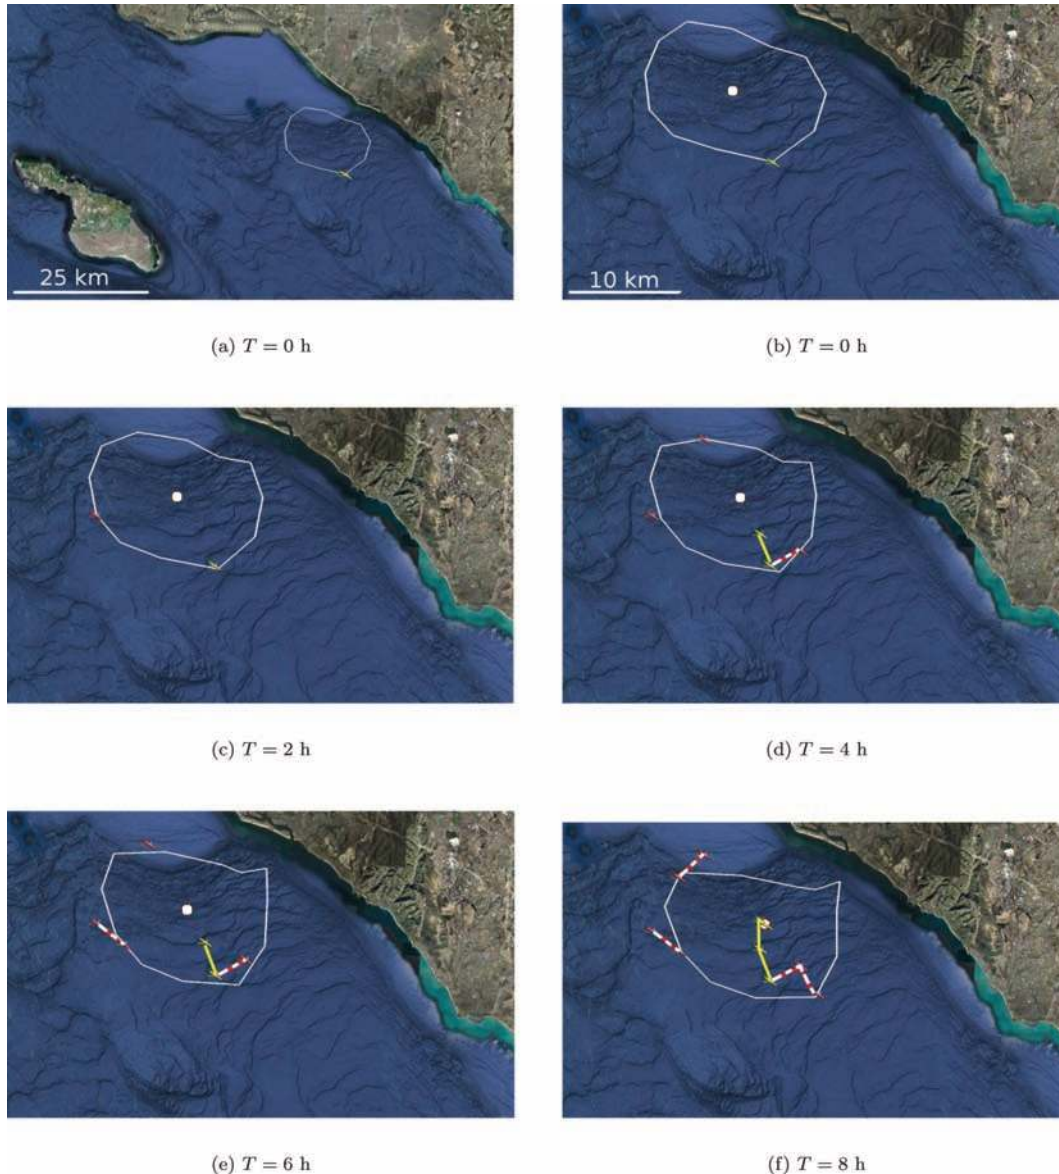 25 km
10 km
(a) T = 0 h
(b) T = 0 h
(c) T = 2 h
(d) T = 4 h
(e) T = 6 h
(f) T = 8 h